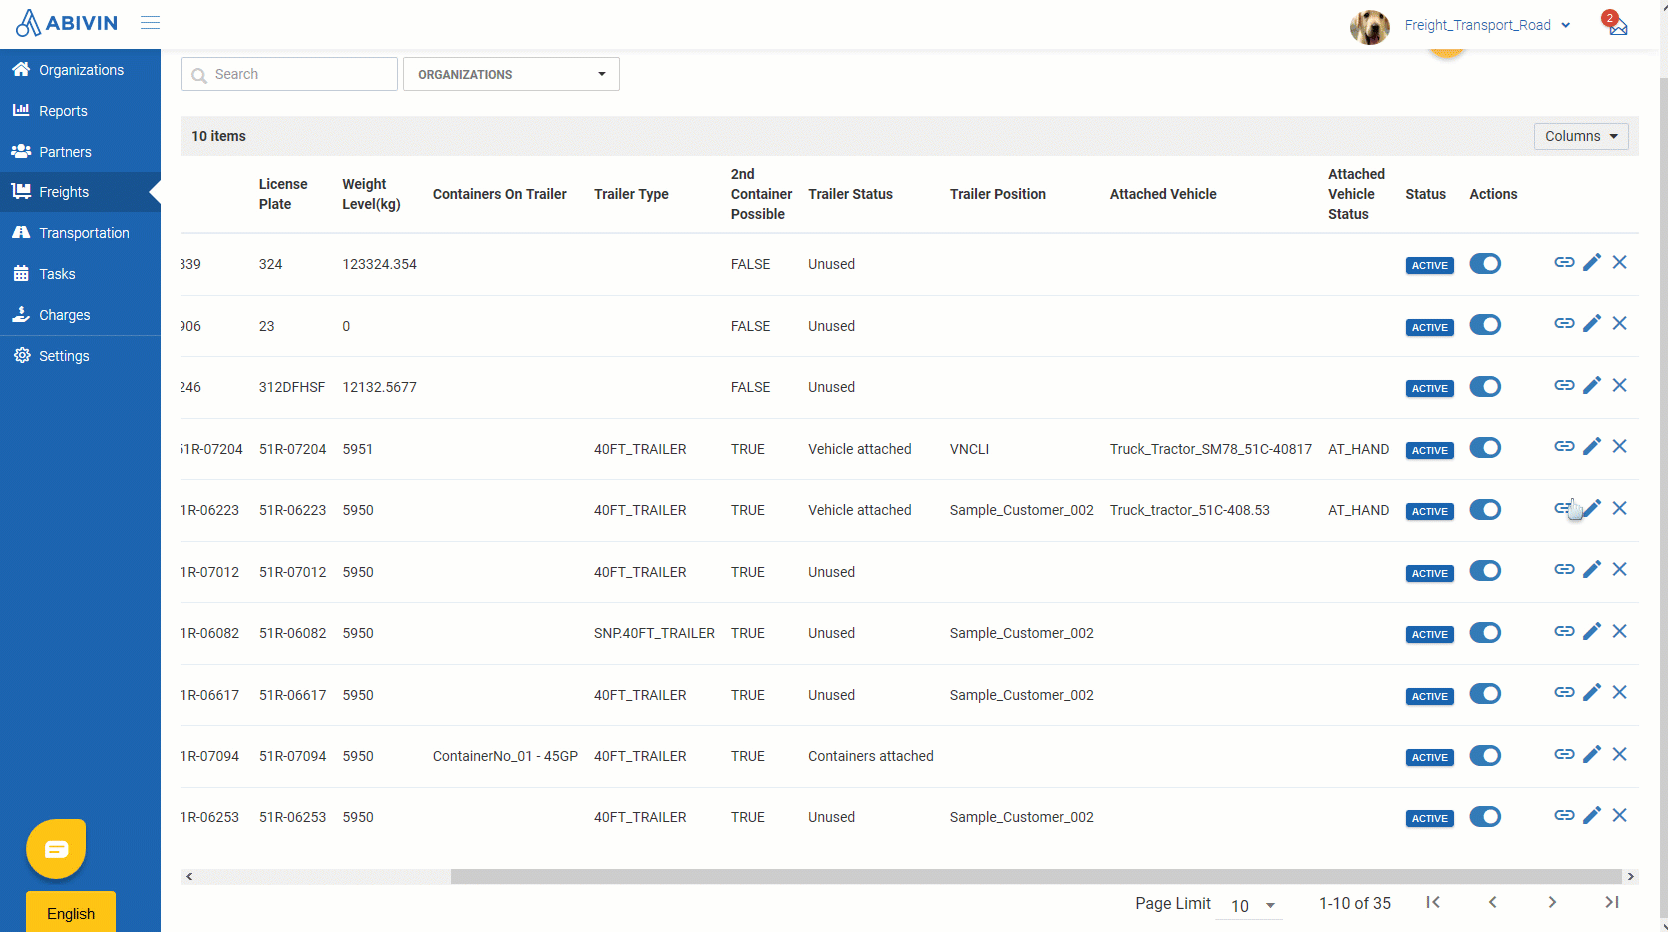 ABIVIN
Freight_Transport_Road
2
Organizations
Reports
Partners
Freights
Transportation
Tasks
Charges
Settings
English
Search
ORGANIZATIONS
10 items
Columns
License Plate Weight Level(kg) Containers On Trailer Trailer Type 2nd Container Possible Trailer Status Trailer Position Attached Vehicle Attached Vehicle Status Status Actions
339 324 123324.354 FALSE Unused ACTIVE
906 23 0 FALSE Unused ACTIVE
246 312DFHSF 12132.5677 FALSE Unused ACTIVE
51R-07204 51R-07204 5951 40FT_TRAILER TRUE Vehicle attached VNCLI Truck_Tractor_SM78_51C-40817 AT_HAND ACTIVE
1R-06223 51R-06223 5950 40FT_TRAILER TRUE Vehicle attached Sample_Customer_002 Truck_tractor_51C-408.53 AT_HAND ACTIVE
1R-07012 51R-07012 5950 40FT_TRAILER TRUE Unused ACTIVE
1R-06082 51R-06082 5950 SNP.40FT_TRAILER TRUE Unused Sample_Customer_002 ACTIVE
1R-06617 51R-06617 5950 40FT_TRAILER TRUE Unused Sample_Customer_002 ACTIVE
1R-07094 51R-07094 5950 ContainerNo_01 - 45GP 40FT_TRAILER TRUE Containers attached ACTIVE
1R-06253 51R-06253 5950 40FT_TRAILER TRUE Unused Sample_Customer_002 ACTIVE
Page Limit 10 1-10 of 35